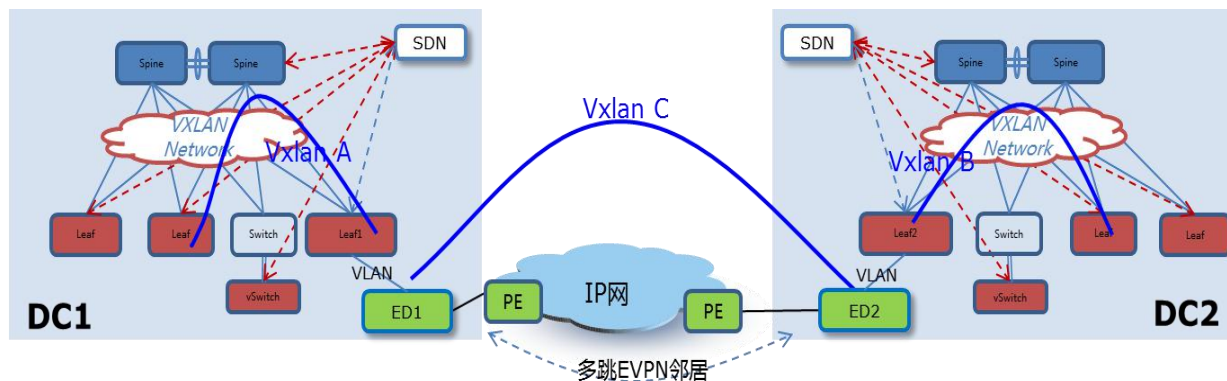 SDN
Spine
Spine
VXLAN
Network
Vxlan A
Leaf
Leaf
Switch
Leaf1
vSwitch
VLAN
DC1
ED1
PE
Vxlan C
IP网
PE
多跳EVPN邻居
SDN
Spine
Spine
VXLAN
Network
Vxlan B
Leaf2
Switch
Leaf
Leaf
vSwitch
VLAN
ED2
DC2